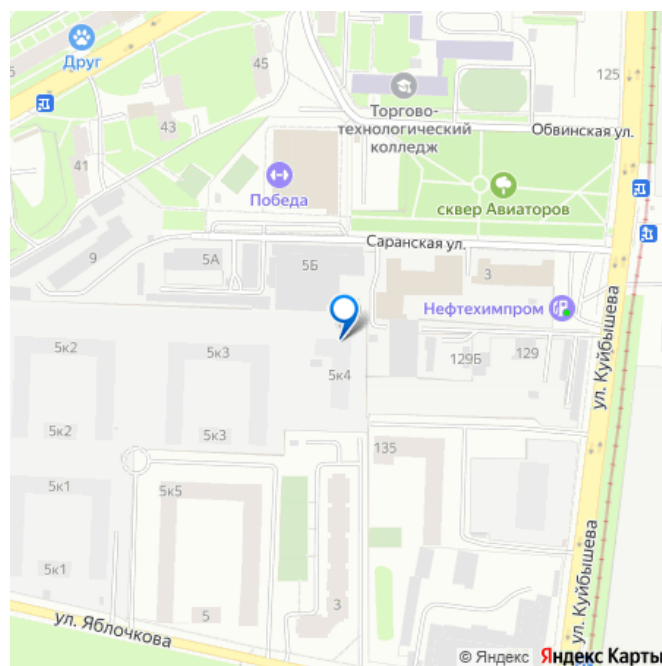 Друг
45
125
Торгово-
технологический
колледж
Обвинская ул.
43
41
Победа
сквер Авиаторов
Саранская ул.
9
5А
5Б
3
Нефтехимпром
ул. Куйбышева
5к2
5к3
5к4
129Б
129
5к2
5к3
135
5к1
5к5
5к1
5
3
ул. Яблочкова
ул. Куйбышева
© Яндекс Яндекс Карты